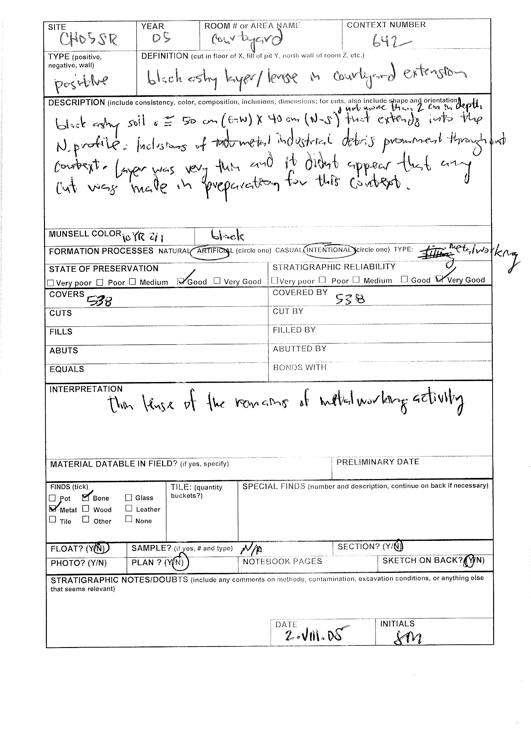 SITE YEAR ROOM # or AREA NAME CONTEXT NUMBER
CH05SR 05 courtyard 642
TYPE (positive, negative, wall) DEFINITION (cut in floor of X, fill of pit Y, north wall of room Z, etc.)
positive black ashy layer/lense in courtyard extension
DESCRIPTION (include consistency, color, composition, inclusions, dimensions; for cuts, also include shape and orientation)
not more than 2 cm in depth
black ashy soil. ≅ 50 cm (E-W) X 40 cm (N-S) that extends into the
N. profile. Inclusions of metal industrial debris prominent throughout
context. Layer was very thin and it didnt appear that any
cut was made in preparation for this context.
MUNSELL COLOR 10 YR 2/1 black
FORMATION PROCESSES NATURAL ARTIFICIAL (circle one) CASUAL INTENTIONAL (circle one) TYPE: metalworking
STATE OF PRESERVATION STRATIGRAPHIC RELIABILITY
Very poor Poor Medium Good Very Good Very poor Poor Medium Good Very Good
COVERS 538 COVERED BY 538
CUTS CUT BY
FILLS FILLED BY
ABUTS ABUTTED BY
EQUALS BONDS WITH
INTERPRETATION
thin lense of the remains of metalworking activity
MATERIAL DATABLE IN FIELD? (if yes, specify) PRELIMINARY DATE
FINDS (tick) TILE: (quantity buckets?) SPECIAL FINDS (number and description, continue on back if necessary)
Pot Bone Glass
Metal Wood Leather
Tile Other None
FLOAT? (Y/N) SAMPLE? (if yes, # and type) N/A SECTION? (Y/N)
PHOTO? (Y/N) PLAN ? (Y/N) NOTEBOOK PAGES SKETCH ON BACK? (Y/N)
STRATIGRAPHIC NOTES/DOUBTS (include any comments on methods, contamination, excavation conditions, or anything else
that seems relevant)
DATE INITIALS
2.VIII.05 SM